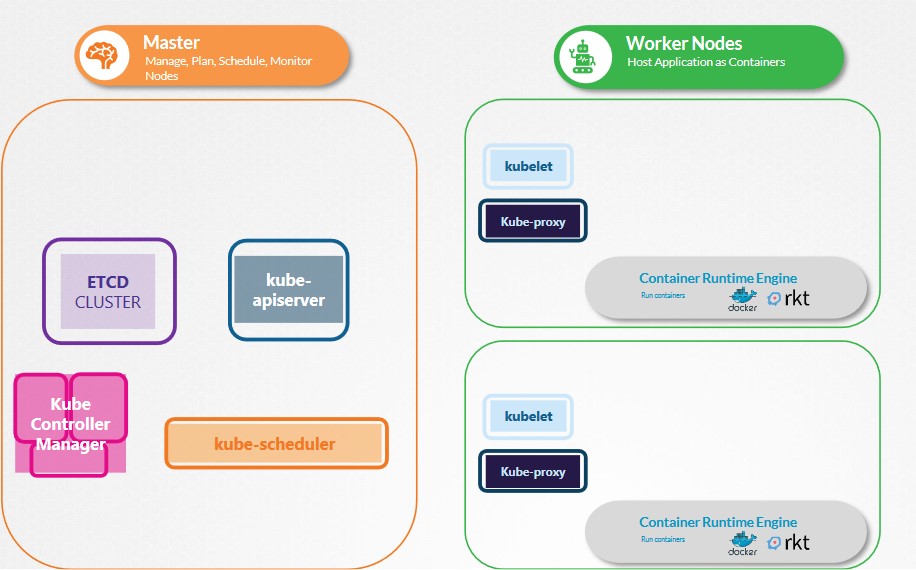 Master
Manage, Plan, Schedule, Monitor
Nodes
ETCD
CLUSTER
kube-
apiserver
Kube
Controller
Manager
kube-scheduler
Worker Nodes
Host Application as Containers
kubelet
Kube-proxy
Container Runtime Engine
Run containers
docker
rkt
kubelet
Kube-proxy
Container Runtime Engine
Run containers
docker
rkt